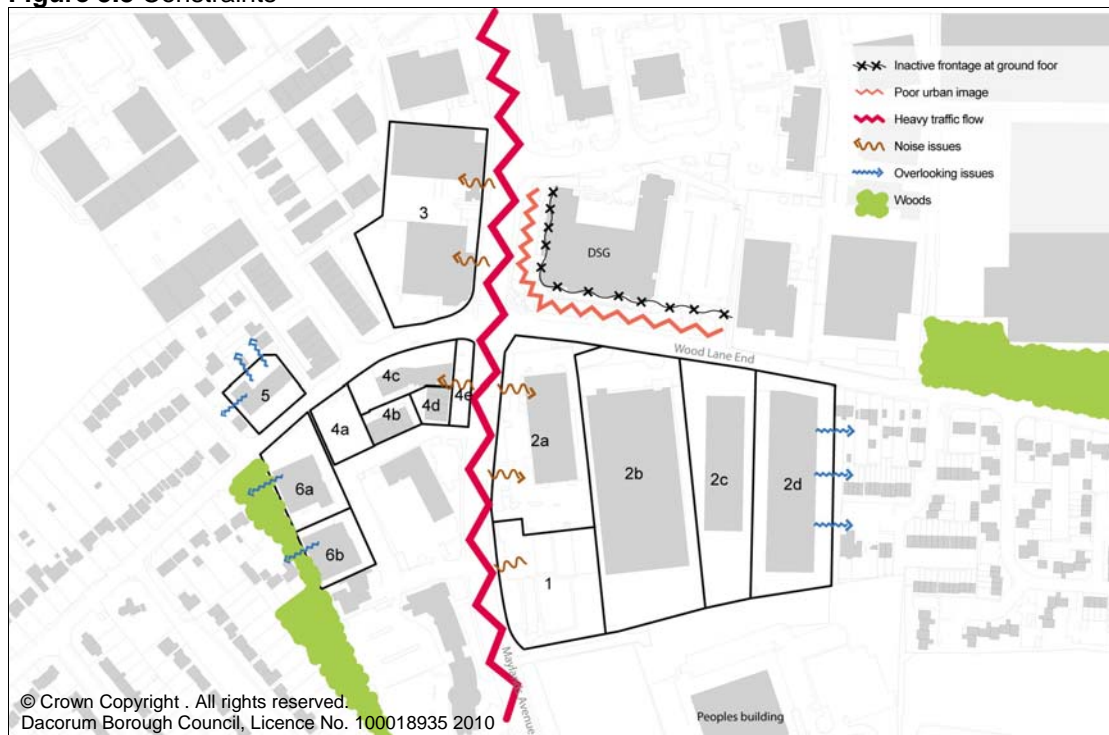 Figure Constraints
Inactive frontage at ground foor
Poor urban image
Heavy traffic flow
Noise issues
Overlooking issues
Woods
3
DSG
Wood Lane End
5
4c
4e
4d
4b
4a
2a
2b
2c
2d
6a
6b
1
Maylands Avenue
Peoples building
© Crown Copyright . All rights reserved.
Dacorum Borough Council, Licence No. 100018935 2010